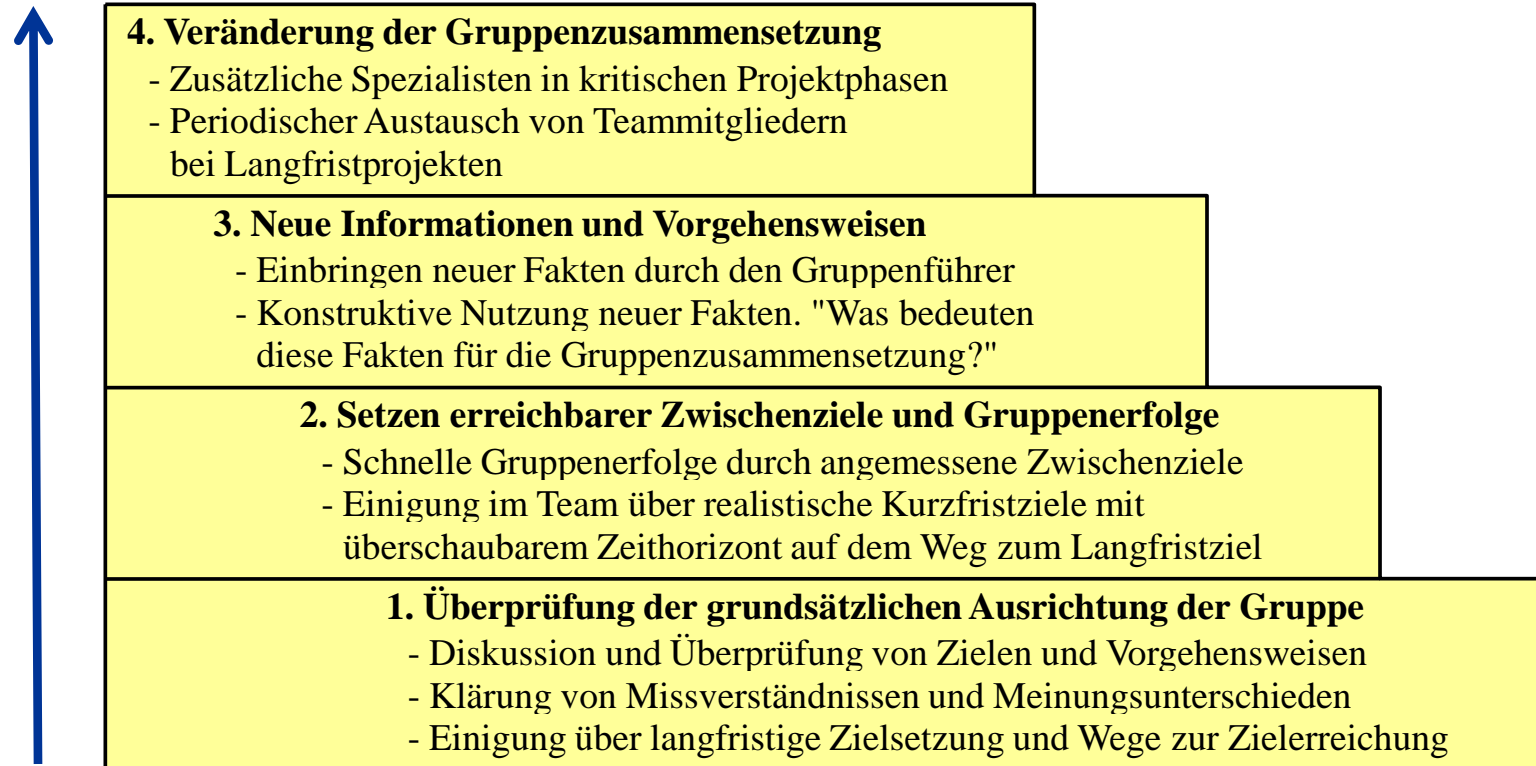 4. Veränderung der Gruppenzusammensetzung
- Zusätzliche Spezialisten in kritischen Projektphasen
- Periodischer Austausch von Teammitgliedern
bei Langfristprojekten
3. Neue Informationen und Vorgehensweisen
- Einbringen neuer Fakten durch den Gruppenführer
- Konstruktive Nutzung neuer Fakten. "Was bedeuten
diese Fakten für die Gruppenzusammensetzung?"
2. Setzen erreichbarer Zwischenziele und Gruppenerfolge
- Schnelle Gruppenerfolge durch angemessene Zwischenziele
- Einigung im Team über realistische Kurzfristziele mit
überschaubarem Zeithorizont auf dem Weg zum Langfristziel
1. Überprüfung der grundsätzlichen Ausrichtung der Gruppe
- Diskussion und Überprüfung von Zielen und Vorgehensweisen
- Klärung von Missverständnissen und Meinungsunterschieden
- Einigung über langfristige Zielsetzung und Wege zur Zielerreichung